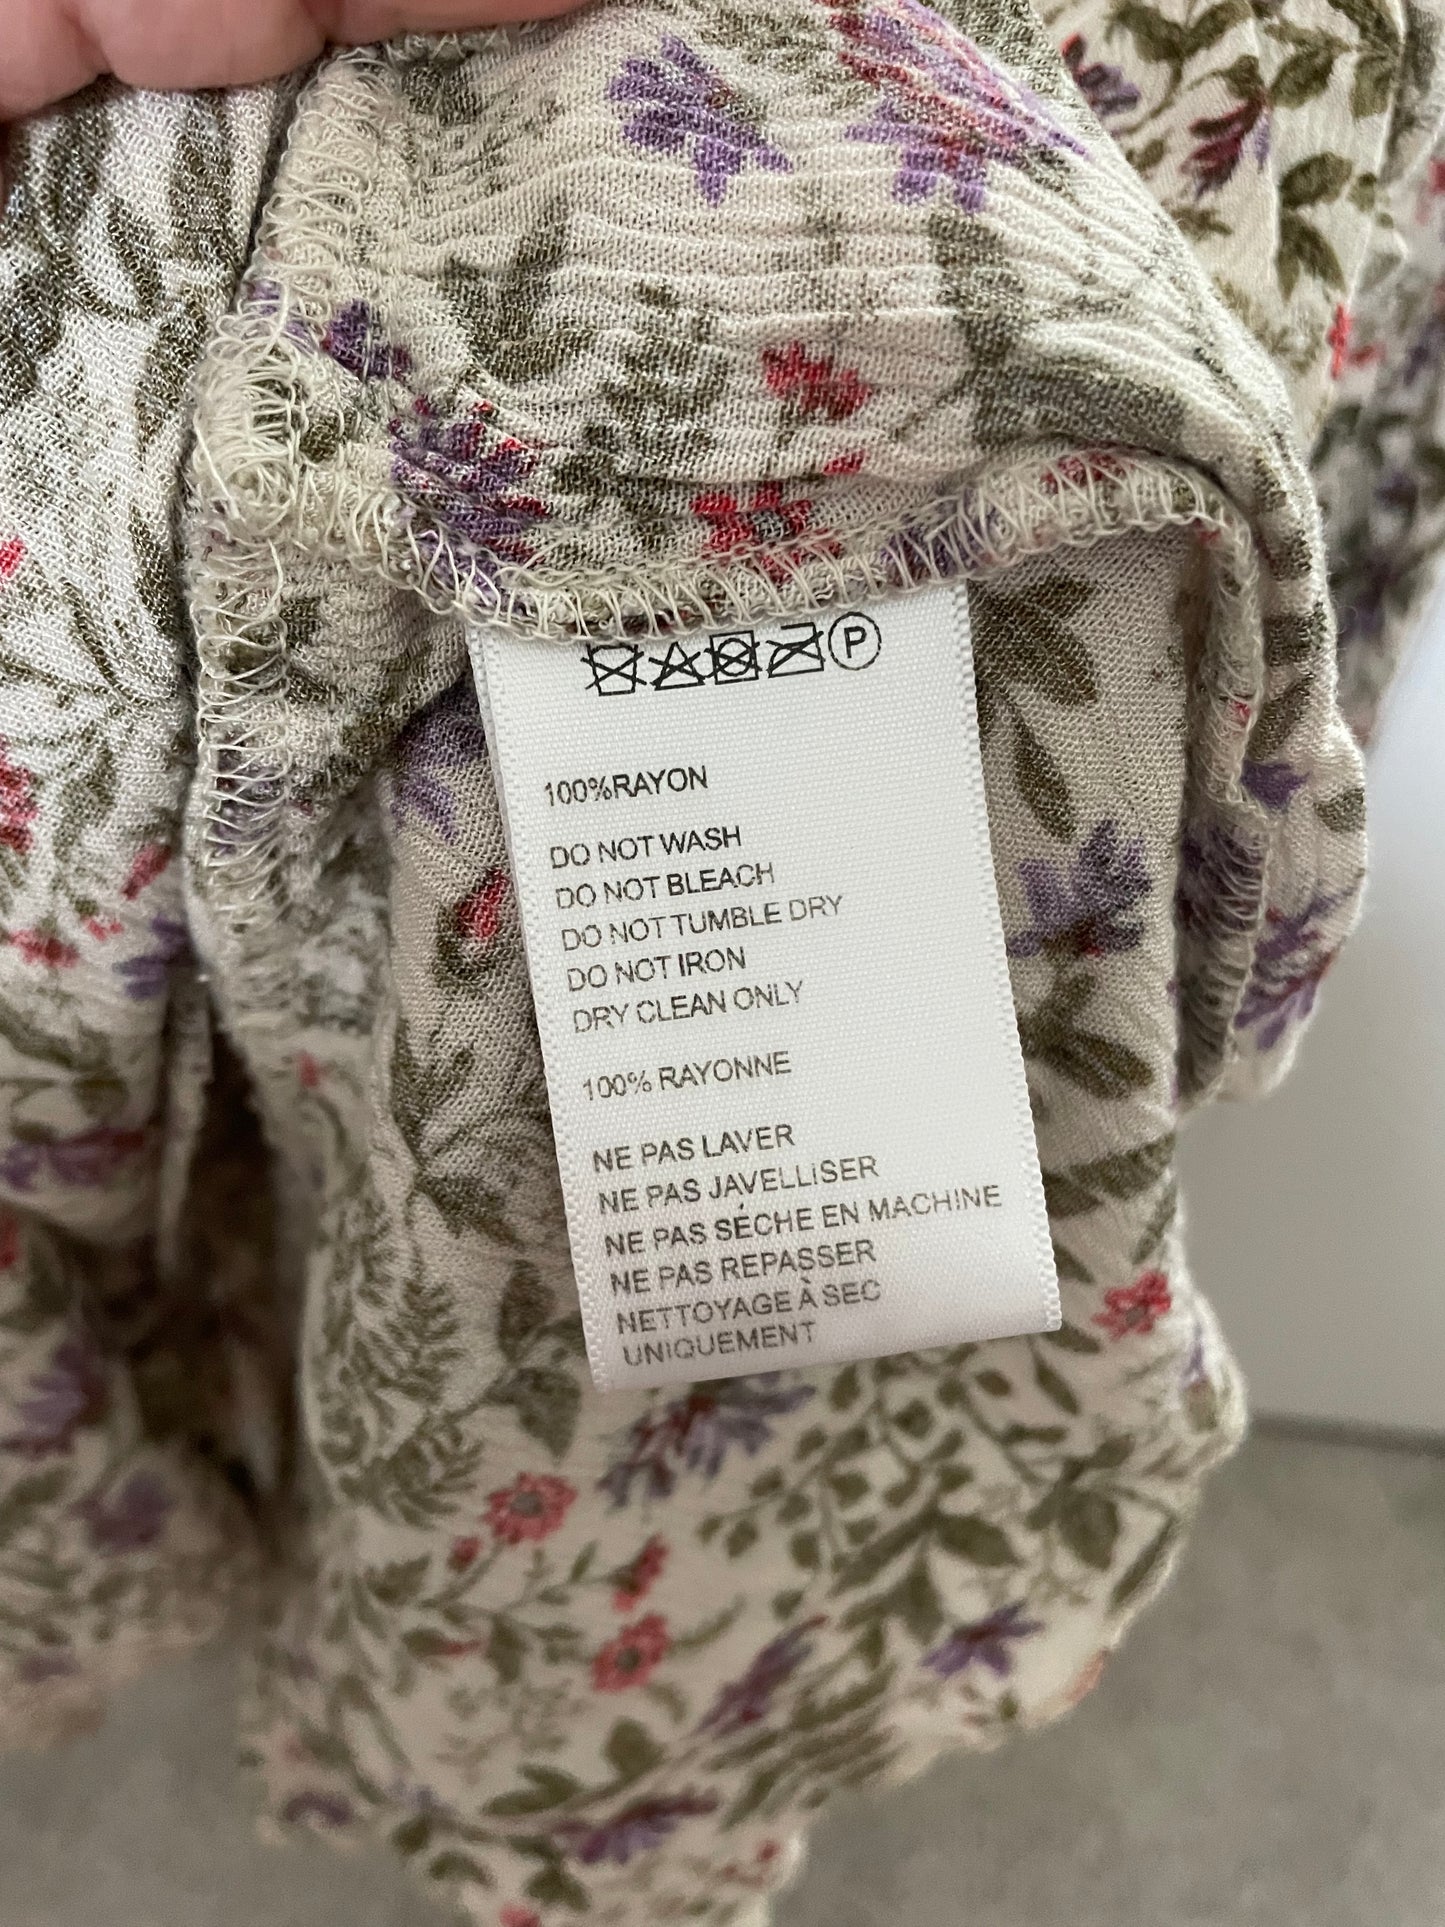 P
100%RAYON
DO NOT WASH
DO NOT BLEACH
DO NOT TUMBLE DRY
DO NOT IRON
DRY CLEAN ONLY
100% RAYONNE
NE PAS LAVER
NE PAS JAVELLISER
NE PAS SÉCHE EN MACHINE
NE PAS REPASSER
NETTOYAGE À SEC
UNIQUEMENT